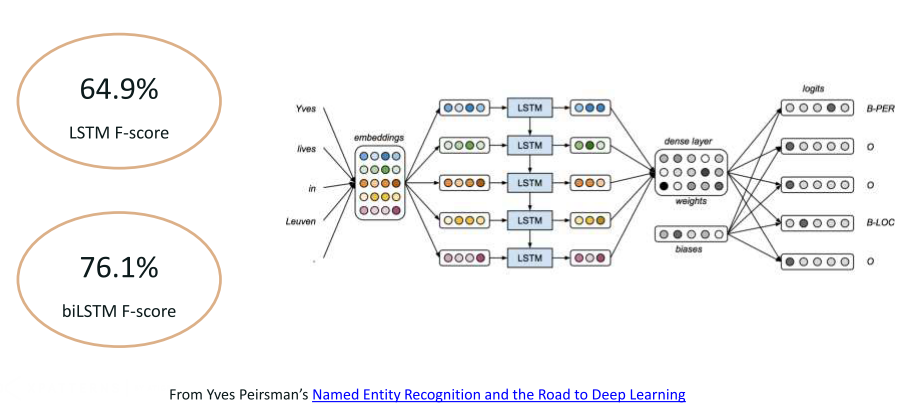 64.9%
LSTM F-score
76.1%
biLSTM F-score
Yves
lives
in
Leuven
.
embeddings
LSTM
LSTM
LSTM
LSTM
LSTM
dense layer
weights
biases
logits
B-PER
O
O
B-LOC
O
From Yves Peirsman’s Named Entity Recognition and the Road to Deep Learning